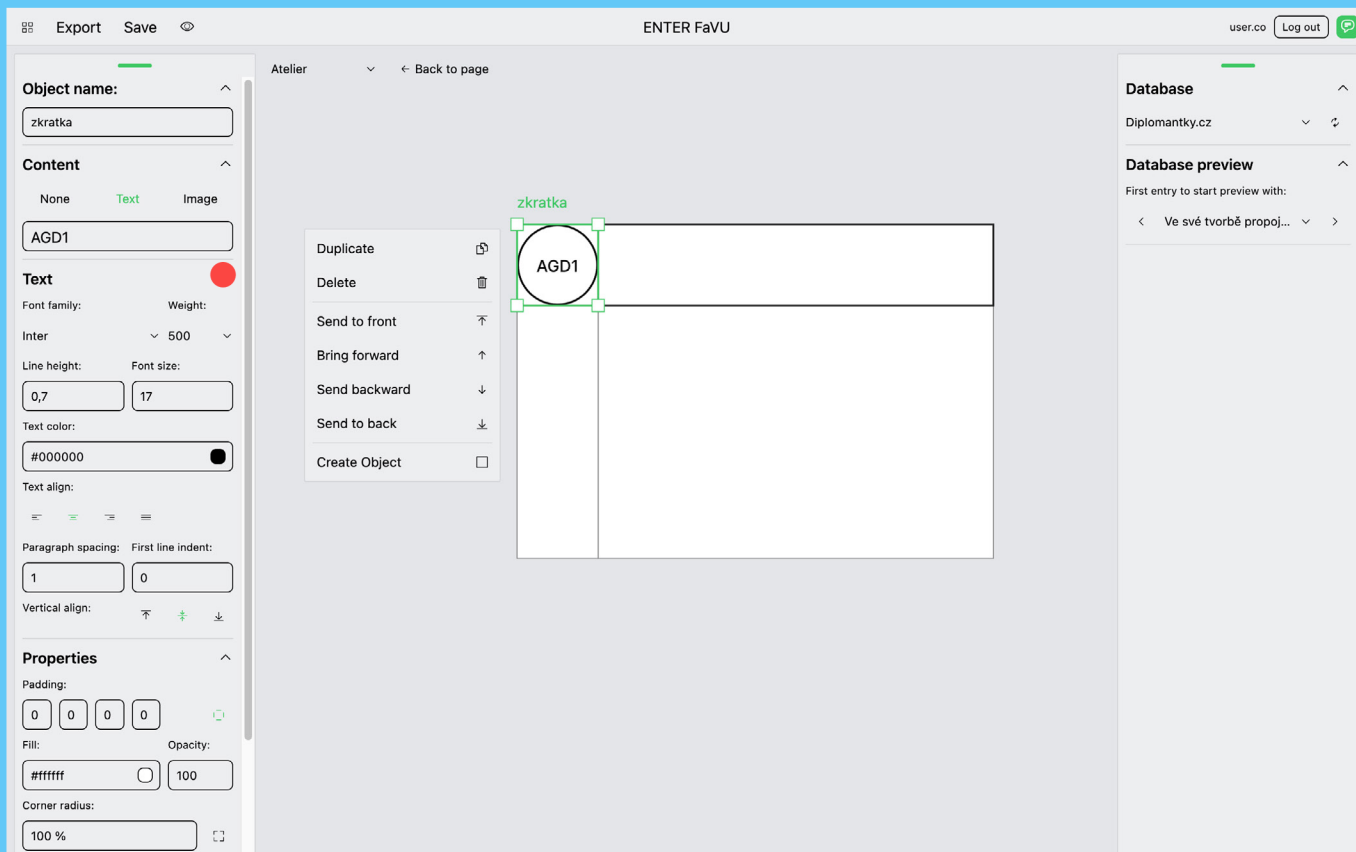 Export Save ENTER FaVU user.co Log out
Atelier ← Back to page
Object name:
zkratka
Content
None Text Image
AGD1
Text
Font family: Weight:
Inter 500
Line height: Font size:
0,7 17
Text color:
#000000
Text align:
Paragraph spacing: First line indent:
1 0
Vertical align:
Properties
Padding:
0 0 0 0
Fill: Opacity:
#ffffff 100
Corner radius:
100 %
Duplicate
Delete
Send to front
Bring forward
Send backward
Send to back
Create Object
zkratka
AGD1
Database
Diplomantky.cz
Database preview
First entry to start preview with:
Ve své tvorbě propoj...